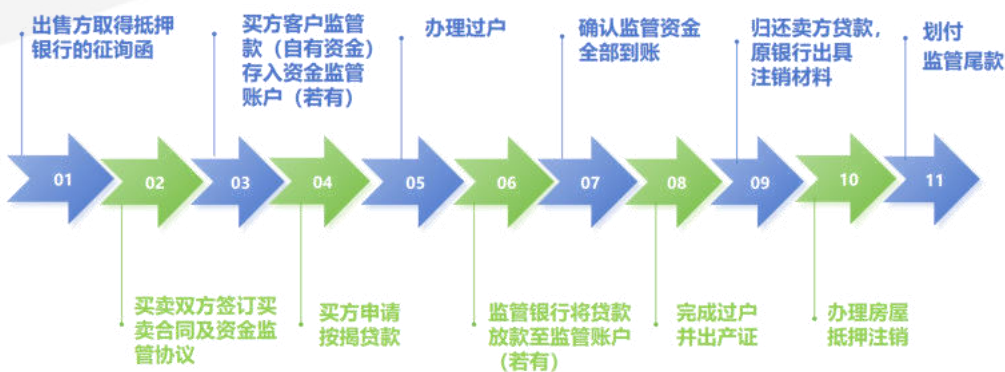 出售方取得抵押
银行的征询函
买方客户监管
款（自有资金）
存入资金监管
账户（若有）
办理过户
确认监管资金
全部到账
归还卖方贷款，
原银行出具
注销材料
划付
监管尾款
01
02
03
04
05
06
07
08
09
10
11
买卖双方签订买
卖合同及资金监
管协议
买方申请
按揭贷款
监管银行将贷款
放款至监管账户
（若有）
完成过户
并出产证
办理房屋
抵押注销